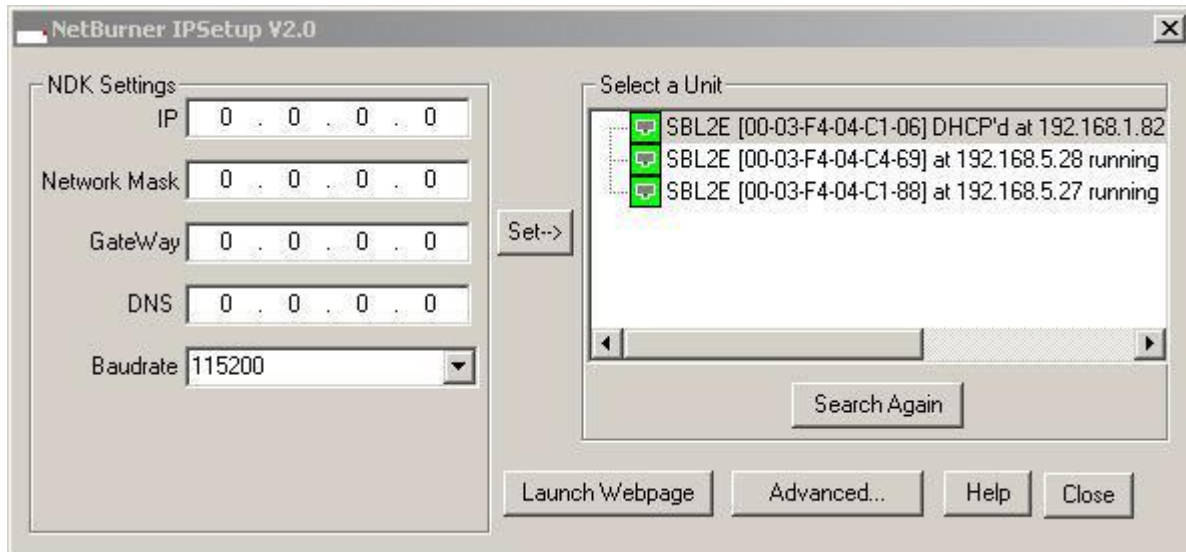 NetBurner IPSetup V2.0
NDK Settings
IP 0 . 0 . 0 . 0
Network Mask 0 . 0 . 0 . 0
GateWay 0 . 0 . 0 . 0
DNS 0 . 0 . 0 . 0
Baudrate 115200
Set-->
Select a Unit
SBL2E [00-03-F4-04-C1-06] DHCP'd at 192.168.1.82
SBL2E [00-03-F4-04-C4-69] at 192.168.5.28 running
SBL2E [00-03-F4-04-C1-88] at 192.168.5.27 running
Search Again
Launch Webpage
Advanced...
Help
Close